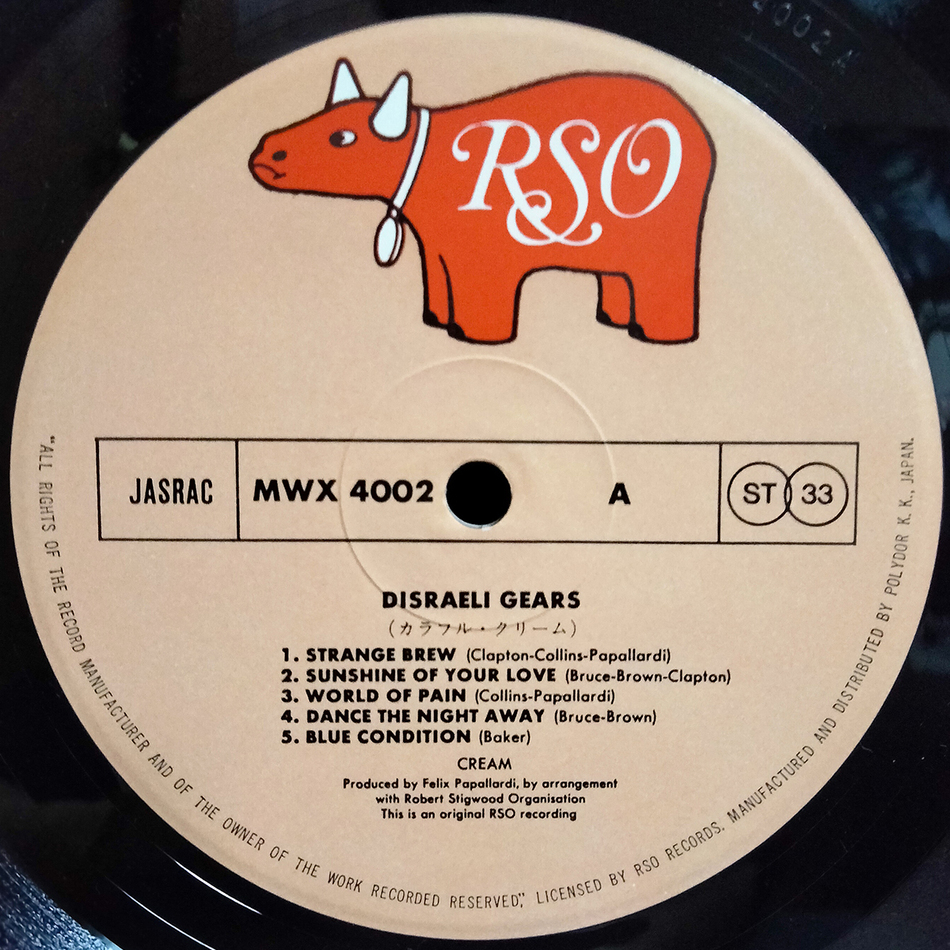 2002A
RSO
JASRAC
MWX 4002
A
ST 33
DISRAELI GEARS
(カラフル・クリーム)
1. STRANGE BREW (Clapton-Collins-Papallardi)
2. SUNSHINE OF YOUR LOVE (Bruce-Brown-Clapton)
3. WORLD OF PAIN (Collins-Papallardi)
4. DANCE THE NIGHT AWAY (Bruce-Brown)
5. BLUE CONDITION (Baker)
CREAM
Produced by Felix Papallardi, by arrangement
with Robert Stigwood Organisation
This is an original RSO recording
"ALL RIGHTS OF THE RECORD MANUFACTURER AND OF THE OWNER OF THE WORK RECORDED RESERVED," LICENSED BY RSO RECORDS. MANUFACTURED AND DISTRIBUTED BY POLYDOR K. K., JAPAN.